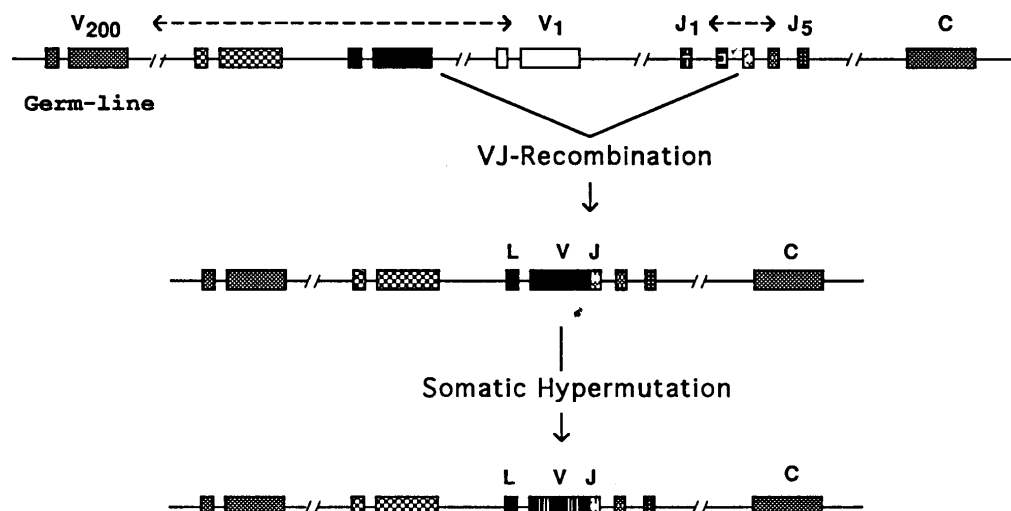 V200 V1 J1 J5 C
Germ-line
VJ-Recombination
L V J C
Somatic Hypermutation
L V J C